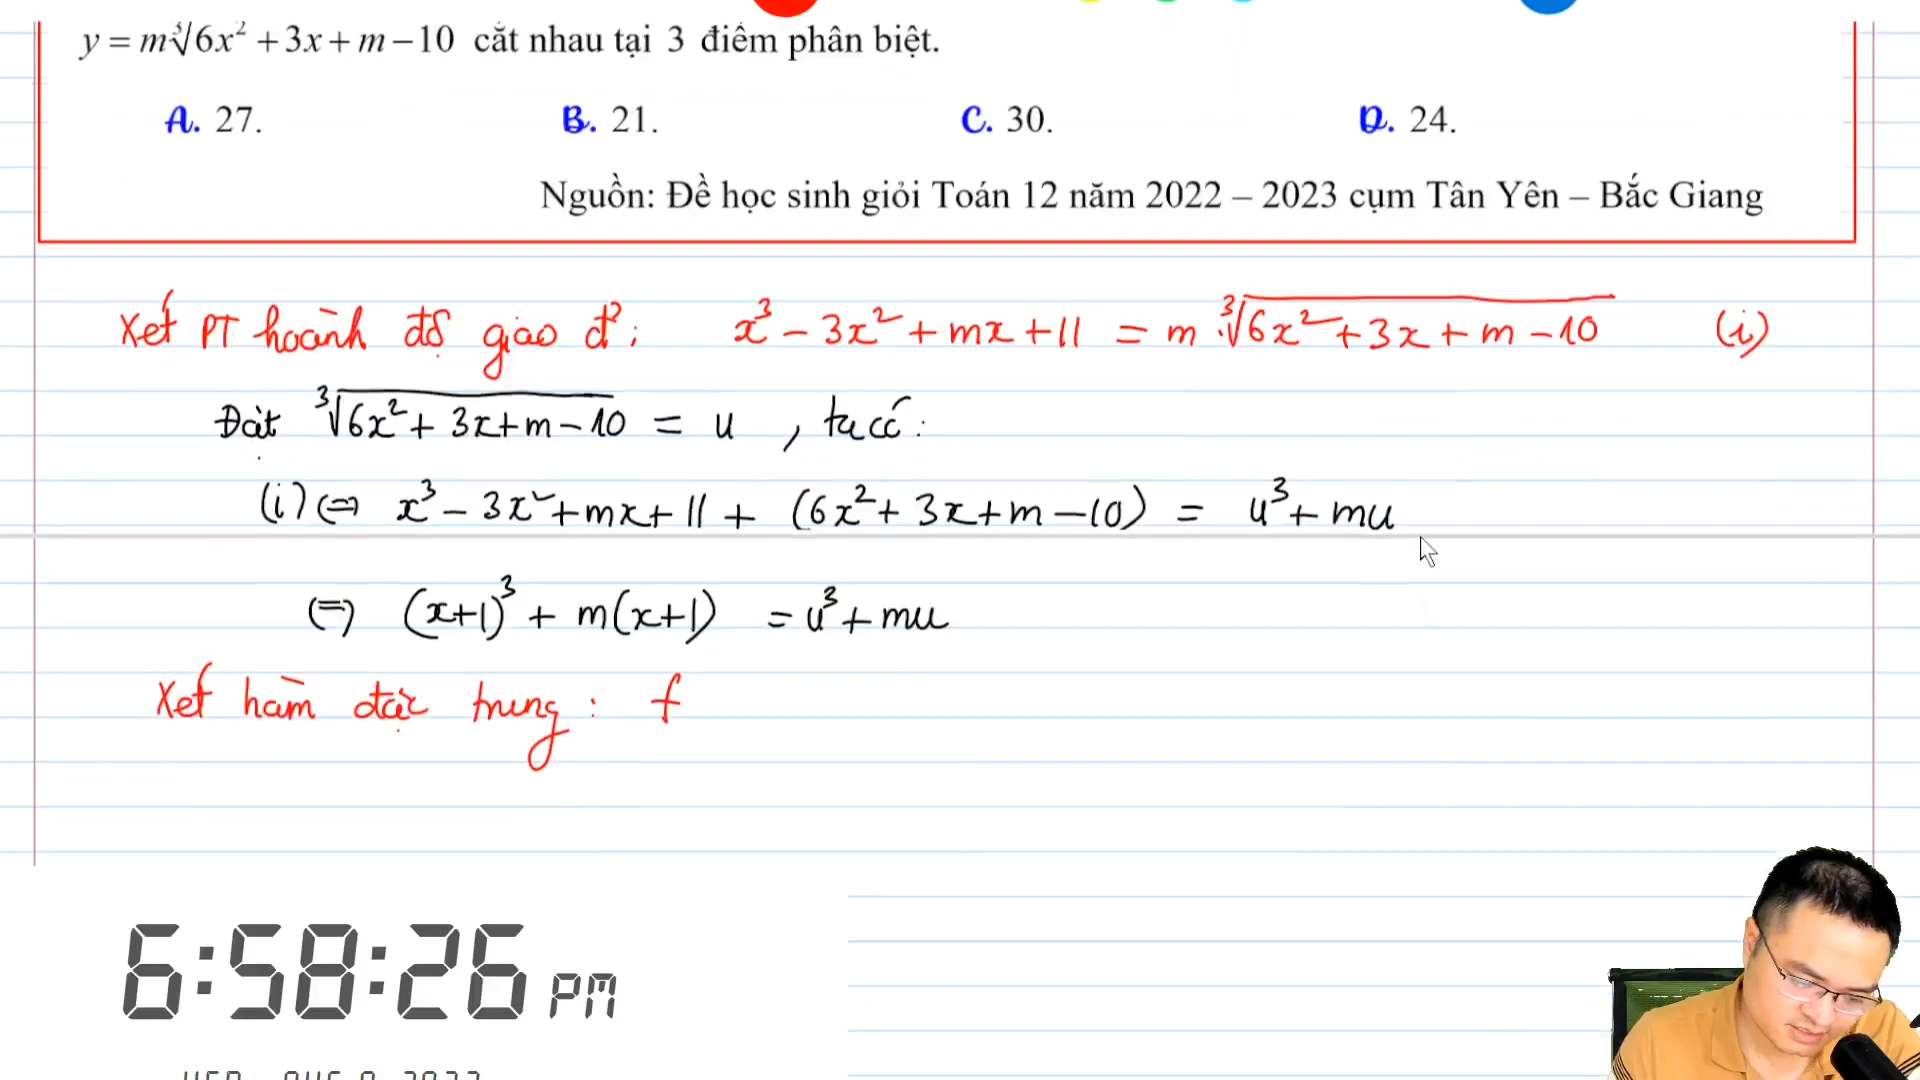 y = m∛6x² + 3x + m − 10 cắt nhau tại 3 điểm phân biệt.
A. 27. B. 21. C. 30. D. 24.
Nguồn: Đề học sinh giỏi Toán 12 năm 2022 – 2023 cụm Tân Yên – Bắc Giang
Xét PT hoành độ giao đ²: x³ − 3x² + mx + 11 = m.∛6x² + 3x + m − 10 (i)
Đặt ∛6x² + 3x + m − 10 = u , ta có:
(i) ⇔ x³ − 3x² + mx + 11 + (6x² + 3x + m − 10) = u³ + mu
⇔ (x+1)³ + m(x+1) = u³ + mu
Xét hàm đặc trưng : f
6:58:26 PM